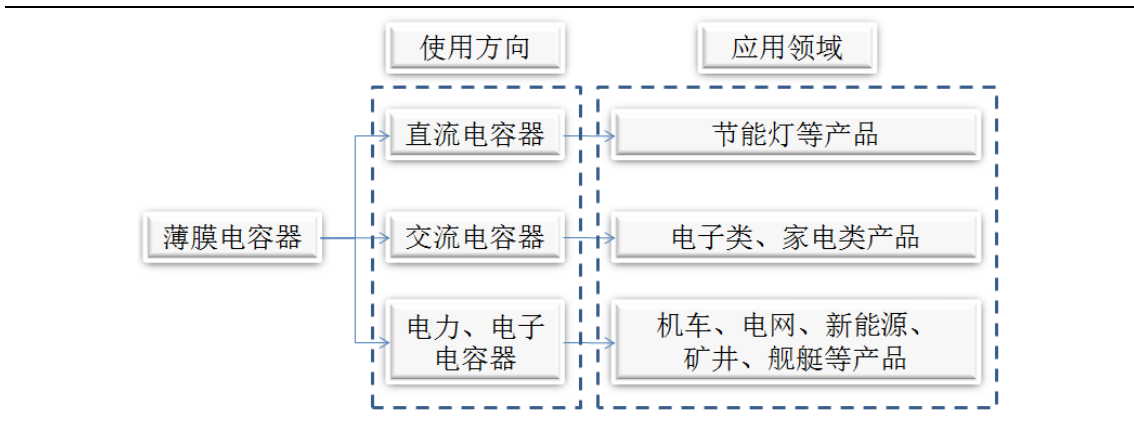 使用方向
应用领域
直流电容器
节能灯等产品
薄膜电容器
交流电容器
电子类、家电类产品
电力、电子
电容器
机车、电网、新能源、
矿井、舰艇等产品